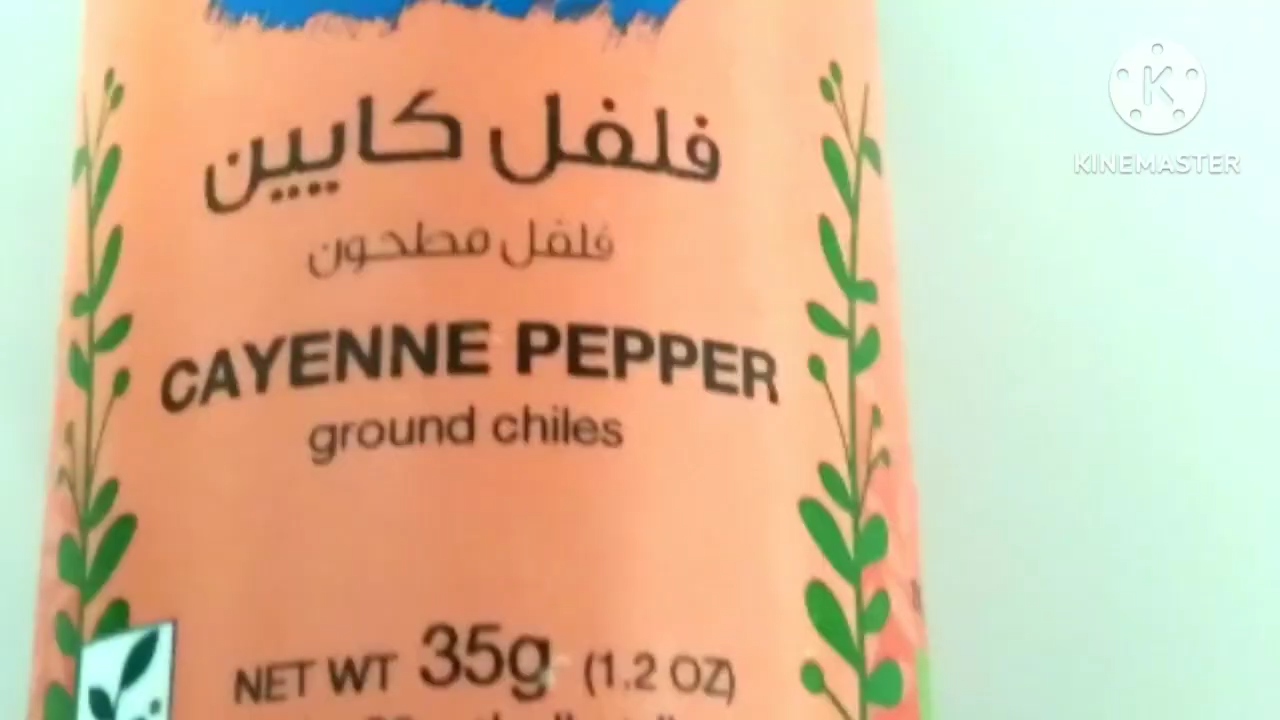 فلفل كايين
فلفل مطحون
CAYENNE PEPPER
ground chiles
NET WT 35g (1.2 OZ)
KINEMASTER